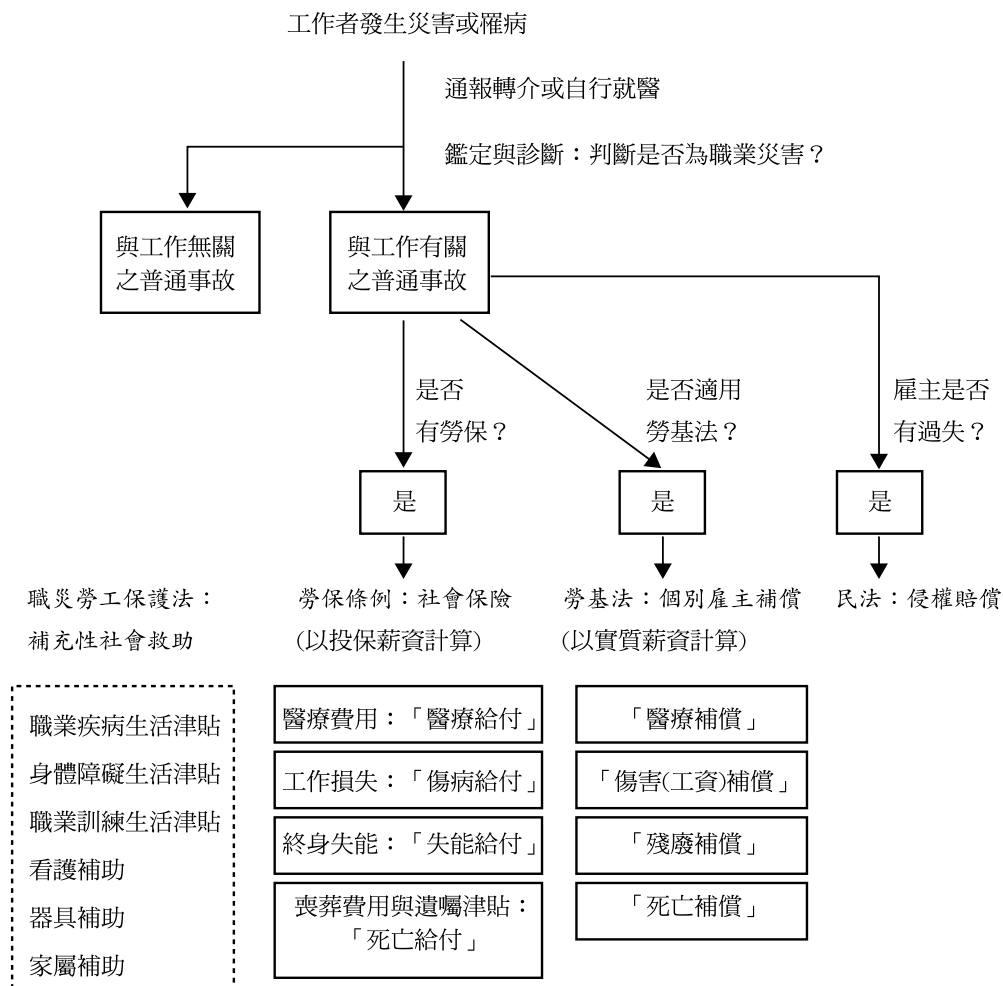 工作者發生災害或罹病
通報轉介或自行就醫
鑑定與診斷：判斷是否為職業災害？
與工作無關
之普通事故
與工作有關
之普通事故
是否
有勞保？
是否適用
勞基法？
雇主是否
有過失？
是
是
是
職災勞工保護法：
補充性社會救助
勞保條例：社會保險
(以投保薪資計算)
勞基法：個別雇主補償
(以實質薪資計算)
民法：侵權賠償
職業疾病生活津貼
身體障礙生活津貼
職業訓練生活津貼
看護補助
器具補助
家屬補助
醫療費用：「醫療給付」
工作損失：「傷病給付」
終身失能：「失能給付」
喪葬費用與遺囑津貼：
「死亡給付」
「醫療補償」
「傷害(工資)補償」
「殘廢補償」
「死亡補償」